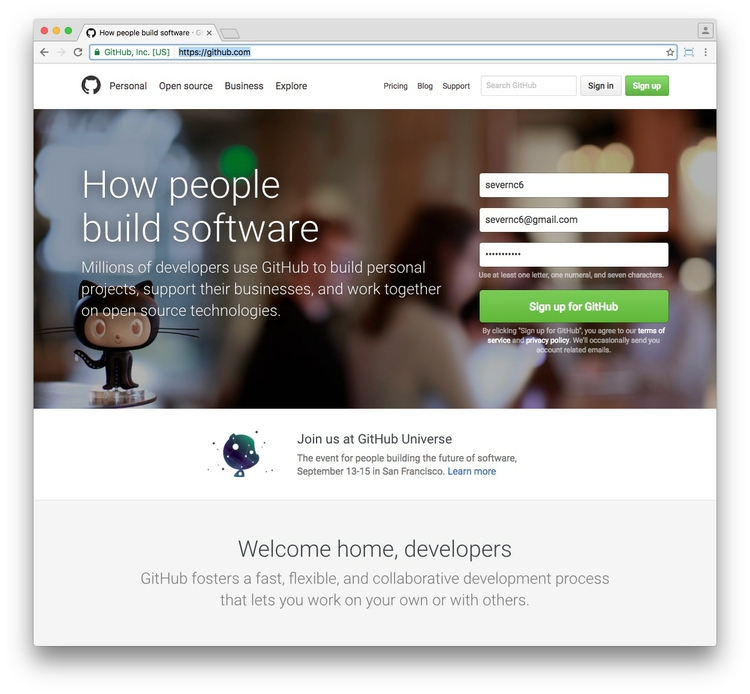 How people build software · G
GitHub, Inc. [US]
https://github.com
Personal
Open source
Business
Explore
Pricing
Blog
Support
Search GitHub
Sign in
Sign up
How people
build software
Millions of developers use GitHub to build personal
projects, support their businesses, and work together
on open source technologies.
severnc6
severnc6@gmail.com
•••••••••••
Use at least one letter, one numeral, and seven characters.
Sign up for GitHub
By clicking "Sign up for GitHub", you agree to our terms of
service and privacy policy. We'll occasionally send you
account related emails.
Join us at GitHub Universe
The event for people building the future of software,
September 13-15 in San Francisco. Learn more
Welcome home, developers
GitHub fosters a fast, flexible, and collaborative development process
that lets you work on your own or with others.